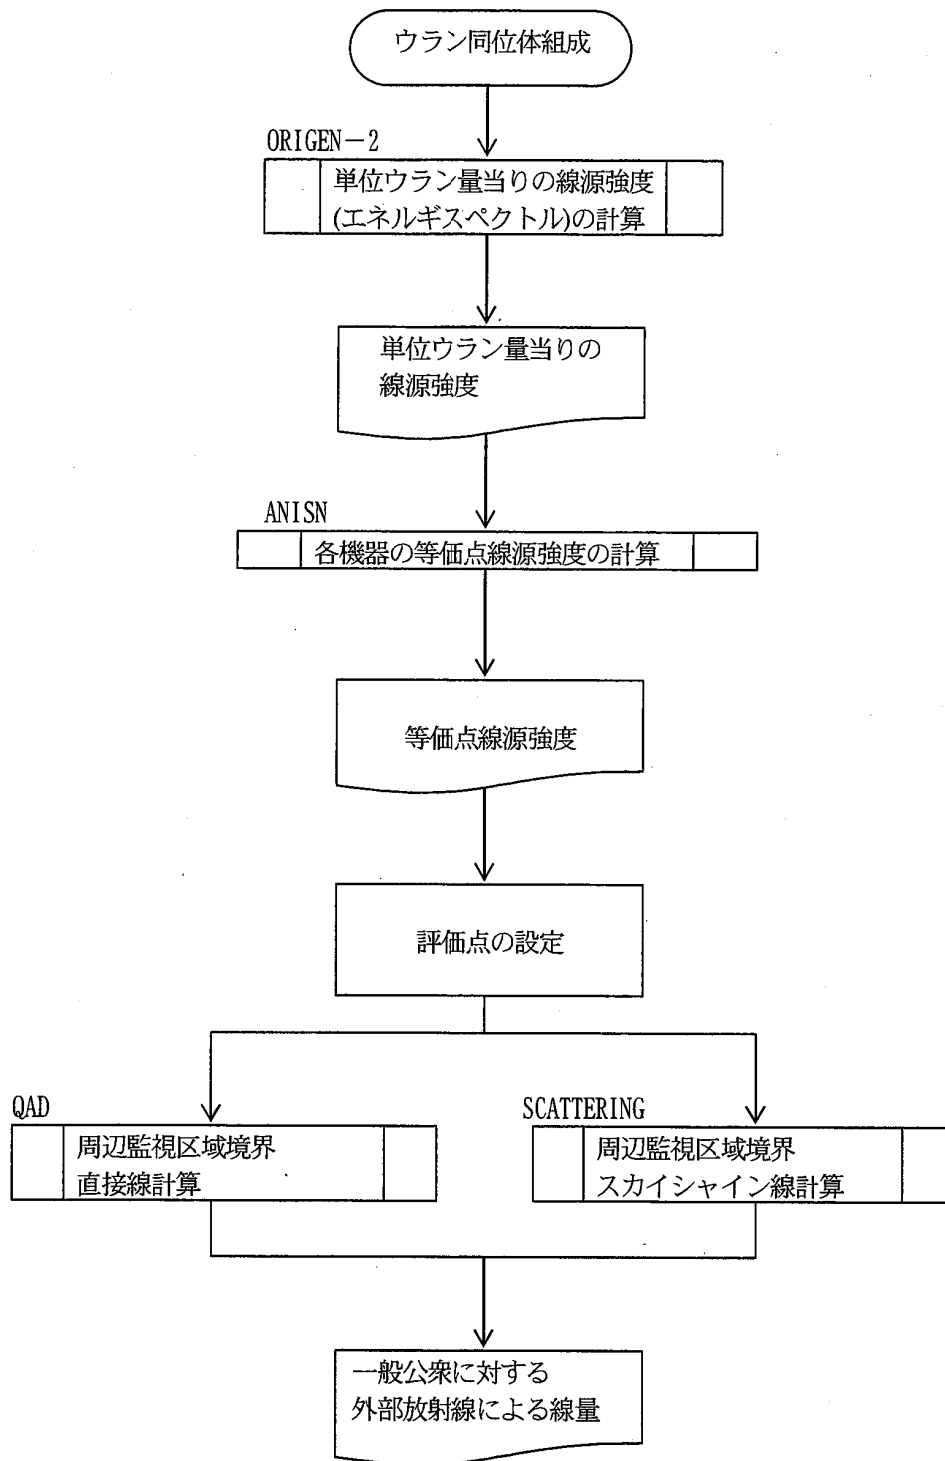 ウラン同位体組成
ORIGEN－2
単位ウラン量当りの線源強度
(エネルギスペクトル)の計算
単位ウラン量当りの
線源強度
ANISN
各機器の等価点線源強度の計算
等価点線源強度
評価点の設定
QAD
周辺監視区域境界
直接線計算
SCATTERING
周辺監視区域境界
スカイシャイン線計算
一般公衆に対する
外部放射線による線量